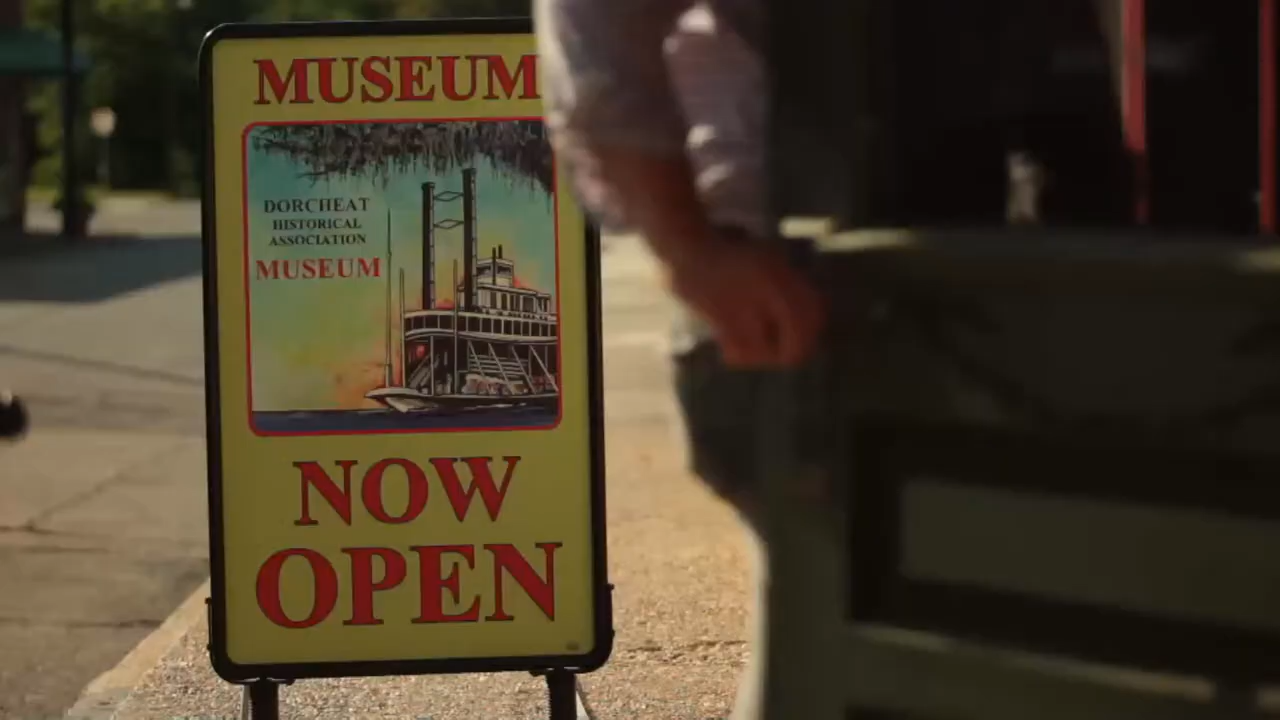 MUSEUM
DORCHEAT
HISTORICAL
ASSOCIATION
MUSEUM
NOW
OPEN